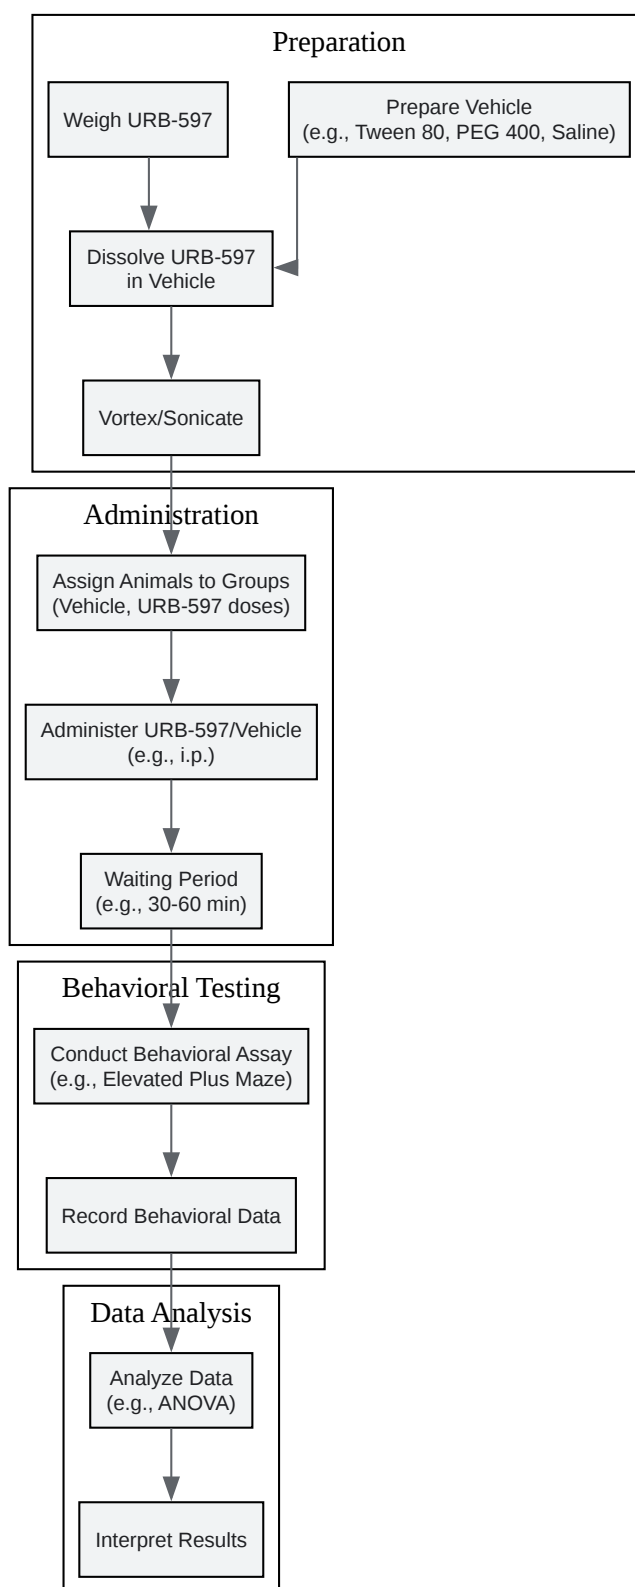 Preparation
Weigh URB-597
Prepare Vehicle
(e.g., Tween 80, PEG 400, Saline)
Dissolve URB-597
in Vehicle
Vortex/Sonicate
Administration
Assign Animals to Groups
(Vehicle, URB-597 doses)
Administer URB-597/Vehicle
(e.g., i.p.)
Waiting Period
(e.g., 30-60 min)
Behavioral Testing
Conduct Behavioral Assay
(e.g., Elevated Plus Maze)
Record Behavioral Data
Data Analysis
Analyze Data
(e.g., ANOVA)
Interpret Results